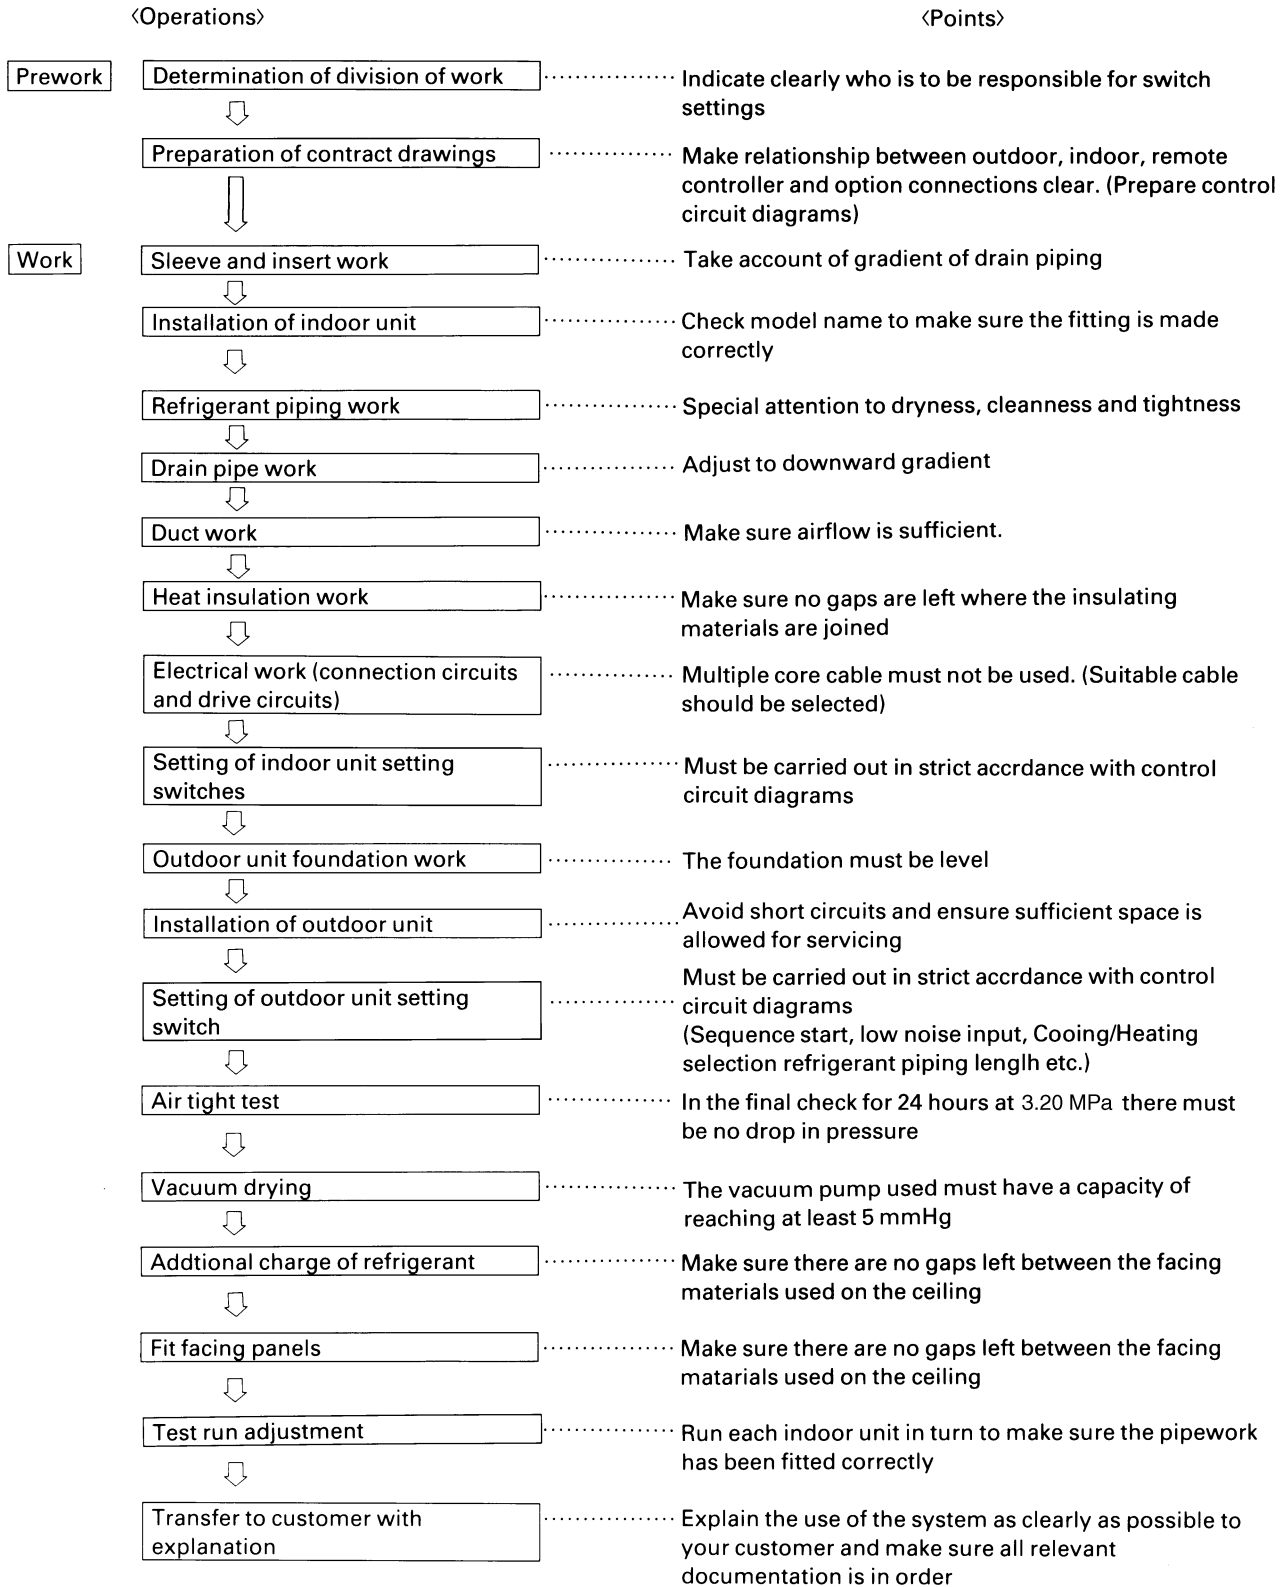 〈Operations〉 〈Points〉
Prework Determination of division of work ················ Indicate clearly who is to be responsible for switch
settings
Preparation of contract drawings ··············· Make relationship between outdoor, indoor, remote
controller and option connections clear. (Prepare control
circuit diagrams)
Work Sleeve and insert work ················ Take account of gradient of drain piping
Installation of indoor unit ················ Check model name to make sure the fitting is made
correctly
Refrigerant piping work ················ Special attention to dryness, cleanness and tightness
Drain pipe work ················ Adjust to downward gradient
Duct work ················ Make sure airflow is sufficient.
Heat insulation work ················ Make sure no gaps are left where the insulating
materials are joined
Electrical work (connection circuits ··············· Multiple core cable must not be used. (Suitable cable
and drive circuits) should be selected)
Setting of indoor unit setting ················ Must be carried out in strict accrdance with control
switches circuit diagrams
Outdoor unit foundation work ··············· The foundation must be level
Installation of outdoor unit ················ Avoid short circuits and ensure sufficient space is
allowed for servicing
Must be carried out in strict accrdance with control
Setting of outdoor unit setting ··············· circuit diagrams
switch (Sequence start, low noise input, Cooing/Heating
selection refrigerant piping lenglh etc.)
Air tight test ··············· In the final check for 24 hours at 3.20 MPa there must
be no drop in pressure
Vacuum drying ················ The vacuum pump used must have a capacity of
reaching at least 5 mmHg
Addtional charge of refrigerant ················ Make sure there are no gaps left between the facing
materials used on the ceiling
Fit facing panels ················ Make sure there are no gaps left between the facing
matarials used on the ceiling
Test run adjustment ················ Run each indoor unit in turn to make sure the pipework
has been fitted correctly
Transfer to customer with ················ Explain the use of the system as clearly as possible to
explanation your customer and make sure all relevant
documentation is in order